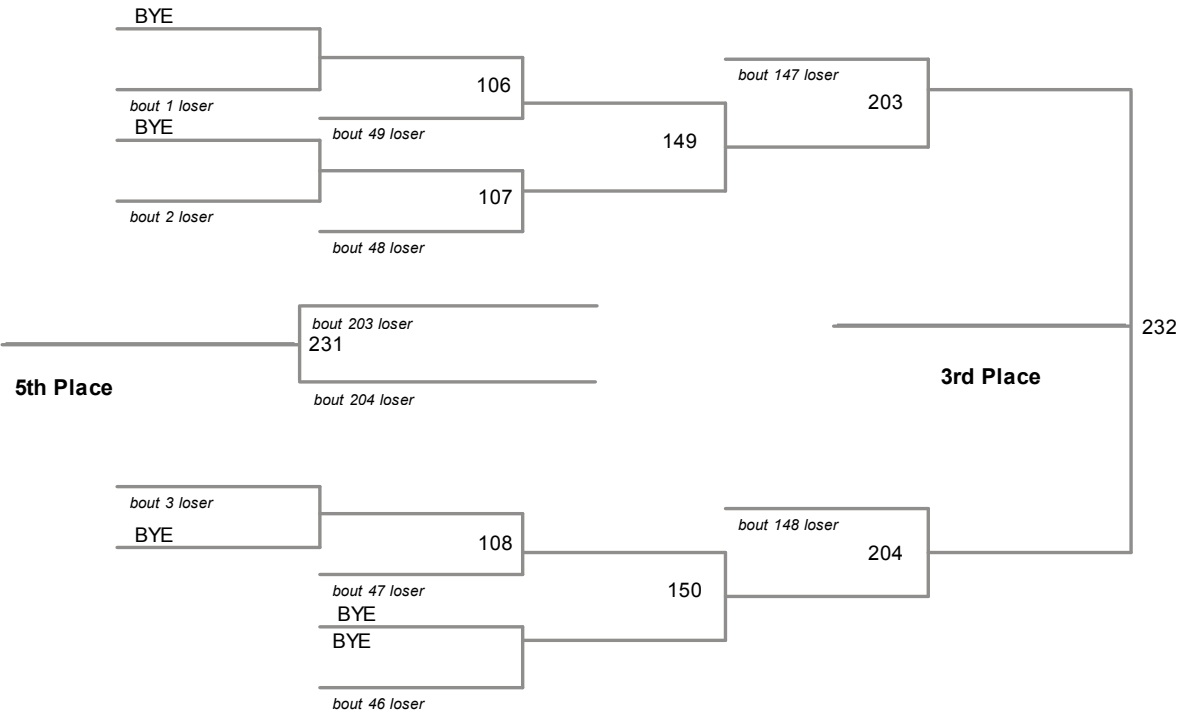 BYE
bout 1 loser
BYE
bout 2 loser
106
bout 49 loser
107
bout 48 loser
149
bout 147 loser
203
bout 203 loser
231
bout 204 loser
5th Place
232
3rd Place
bout 3 loser
BYE
108
bout 47 loser
BYE
BYE
bout 46 loser
150
bout 148 loser
204